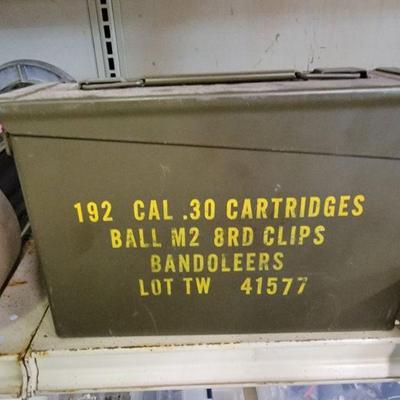 192 CAL .30 CARTRIDGES
BALL M2 8RD CLIPS
BANDOLEERS
LOT TW 41577